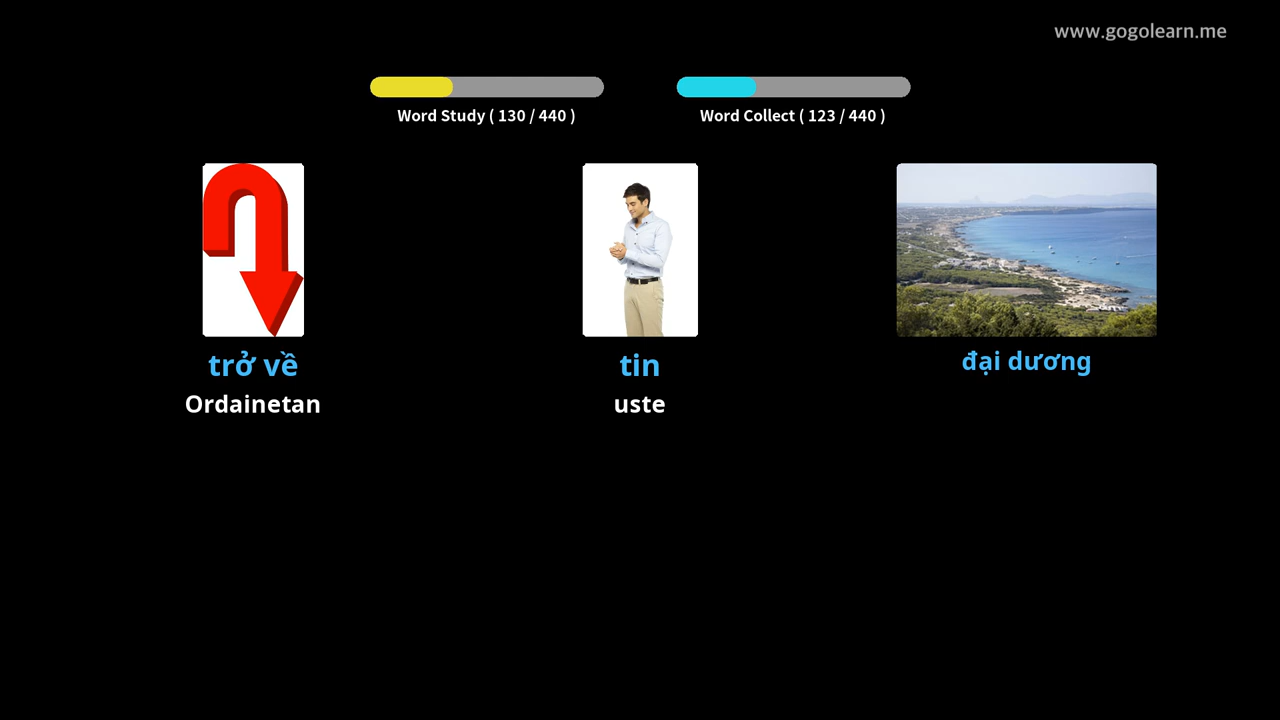 www.gogolearn.me
Word Study ( 130 / 440 )
Word Collect ( 123 / 440 )
trở về
Ordainetan
tin
uste
đại dương